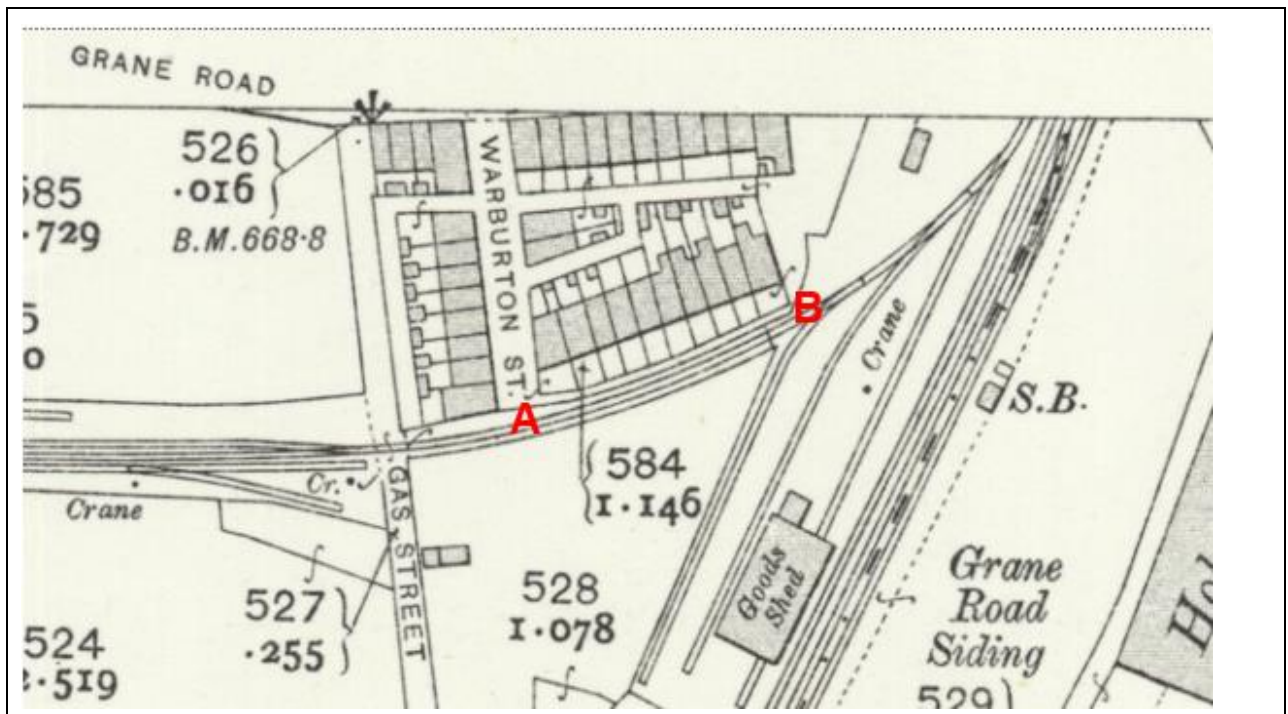 GRANE ROAD
526
.016
B.M.668.8
585
.729
WARBURTON ST.
B
Crane
S.B.
A
584
1.146
Cr.
Crane
GAS STREET
528
1.078
527
.255
Goods
Shed
Grane
Road
Siding
529
524
.519